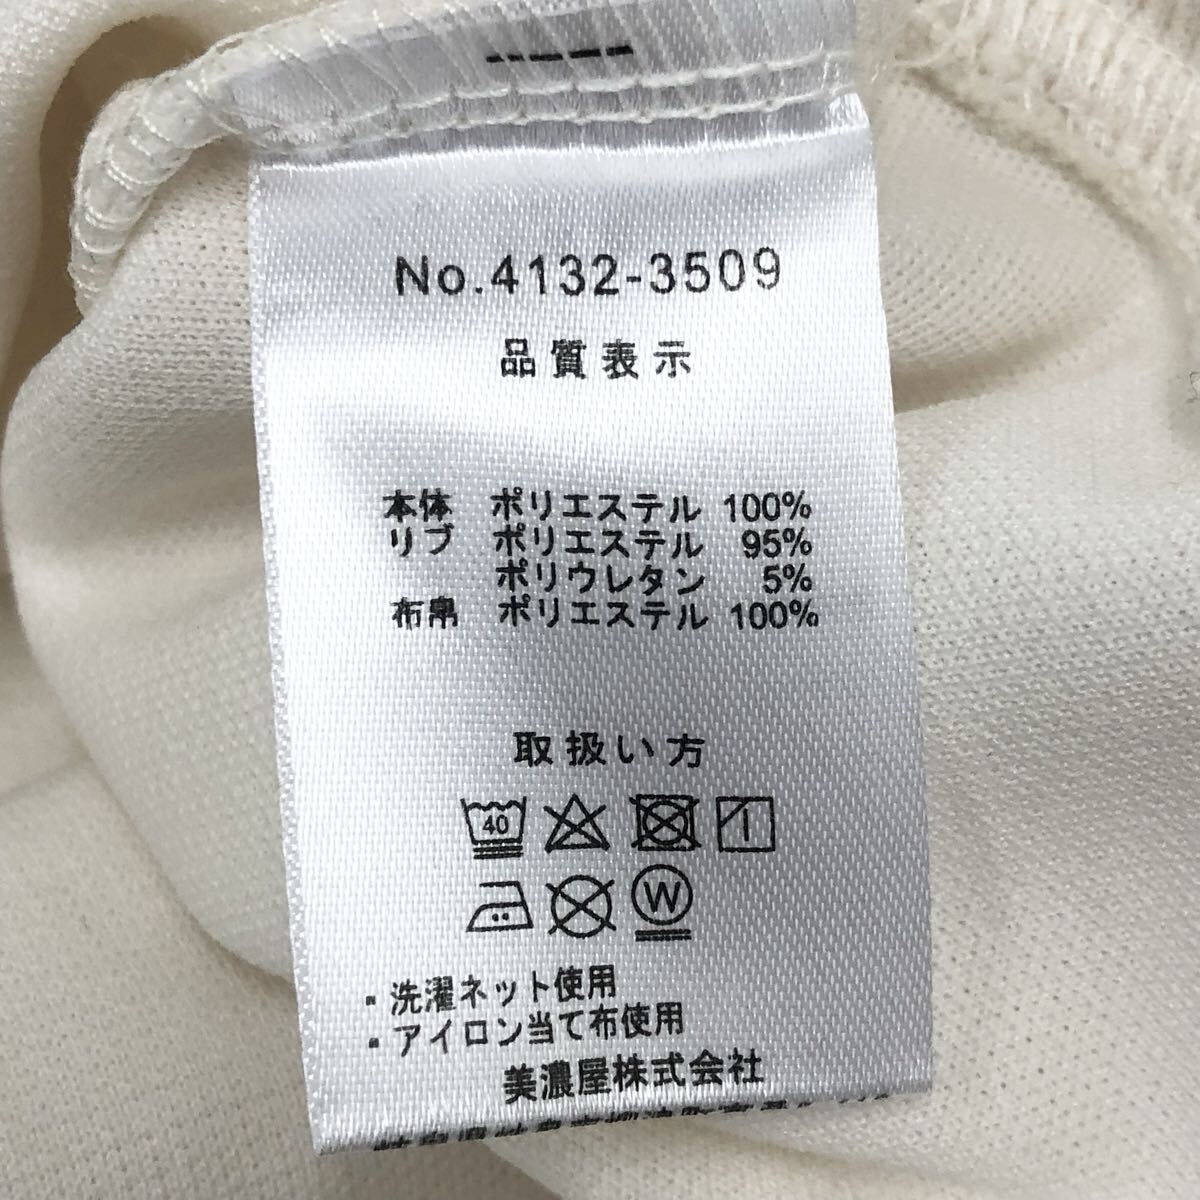 No.4132-3509
品質表示
本体 ポリエステル 100%
リブ ポリエステル 95%
ポリウレタン 5%
布帛 ポリエステル 100%
取扱い方
40
W
・洗濯ネット使用
・アイロン当て布使用
美濃屋株式会社